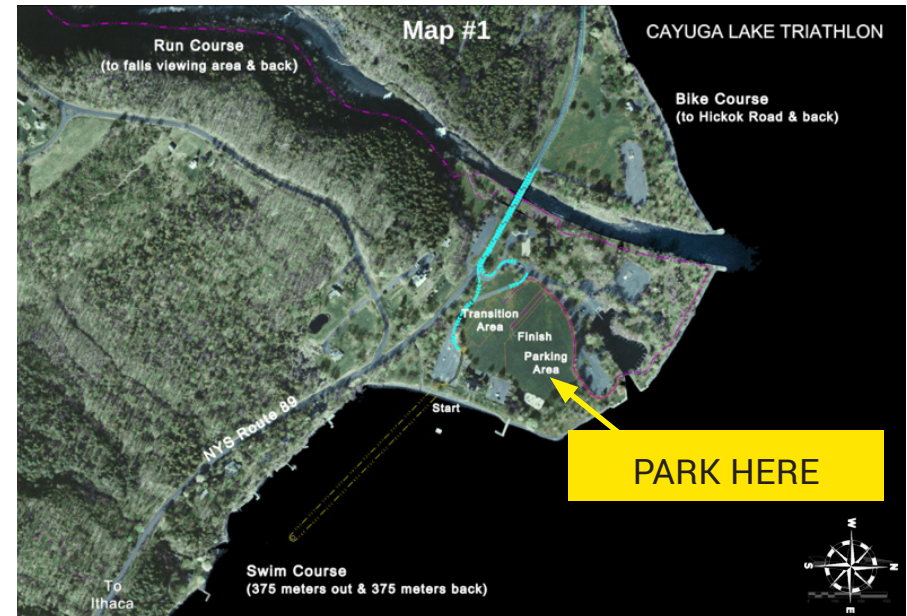 Map #1
CAYUGA LAKE TRIATHLON
Run Course
(to falls viewing area & back)
Bike Course
(to Hickok Road & back)
Transition
Area
Finish
Parking
Area
Start
NYS Route 89
PARK HERE
To
Ithaca
Swim Course
(375 meters out & 375 meters back)
W
S
N
E